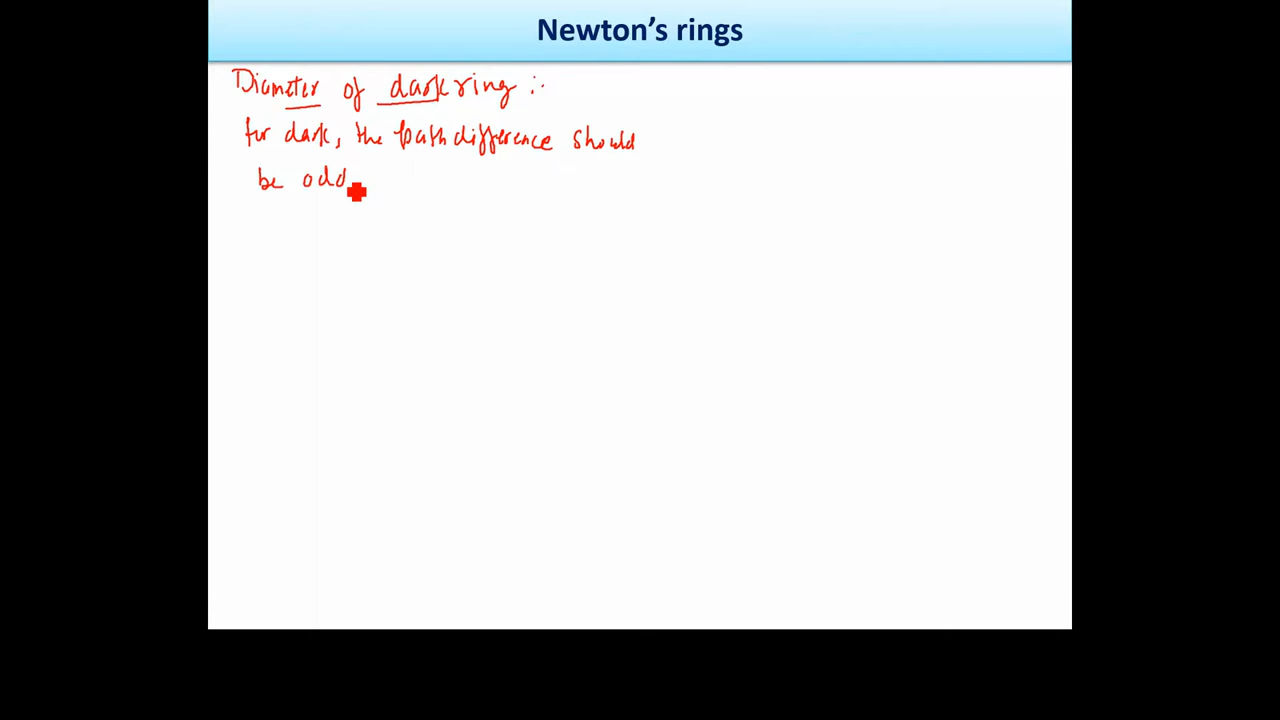 Newton's rings
Diameter of dark ring :-
for dark, the path difference should
be odd